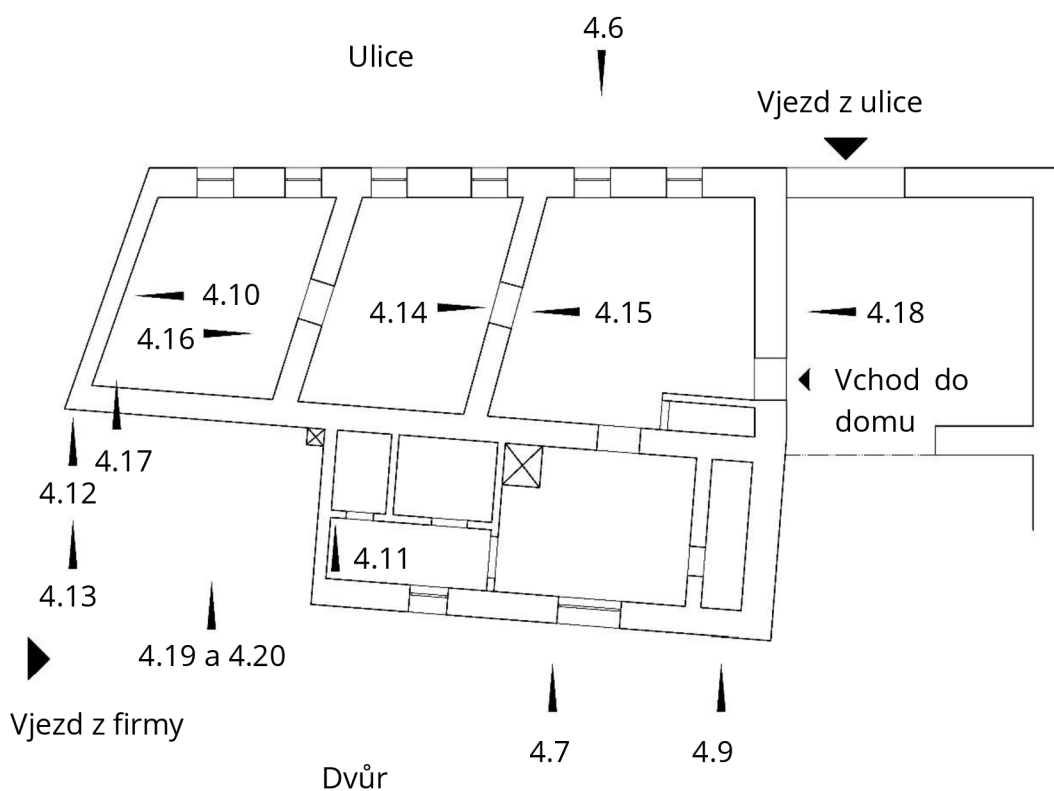 4.6
Ulice
Vjezd z ulice
4.10
4.16
4.14
4.15
4.18
Vchod do
domu
4.17
4.12
4.11
4.13
4.19 a 4.20
Vjezd z firmy
4.7
4.9
Dvůr